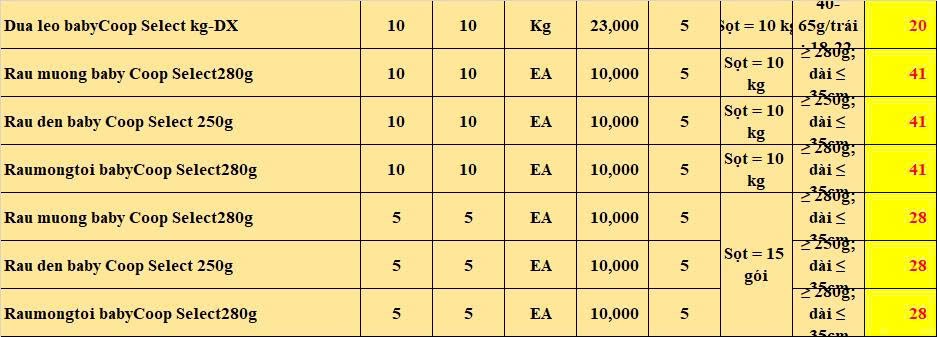 Dua leo babyCoop Select kg-DX 10 10 Kg 23,000 5 Sọt = 10 kg 40-65g/trái 20
Rau muong baby Coop Select280g 10 10 EA 10,000 5 Sọt = 10 kg ≥ 280g; dài ≤ 35cm 41
Rau den baby Coop Select 250g 10 10 EA 10,000 5 Sọt = 10 kg ≥ 250g; dài ≤ 35cm 41
Raumongtoi babyCoop Select280g 10 10 EA 10,000 5 Sọt = 10 kg ≥ 280g; dài ≤ 35cm 41
Rau muong baby Coop Select280g 5 5 EA 10,000 5 Sọt = 15 gói ≥ 280g; dài ≤ 35cm 28
Rau den baby Coop Select 250g 5 5 EA 10,000 5 ≥ 250g; dài ≤ 35cm 28
Raumongtoi babyCoop Select280g 5 5 EA 10,000 5 ≥ 280g; dài ≤ 35cm 28